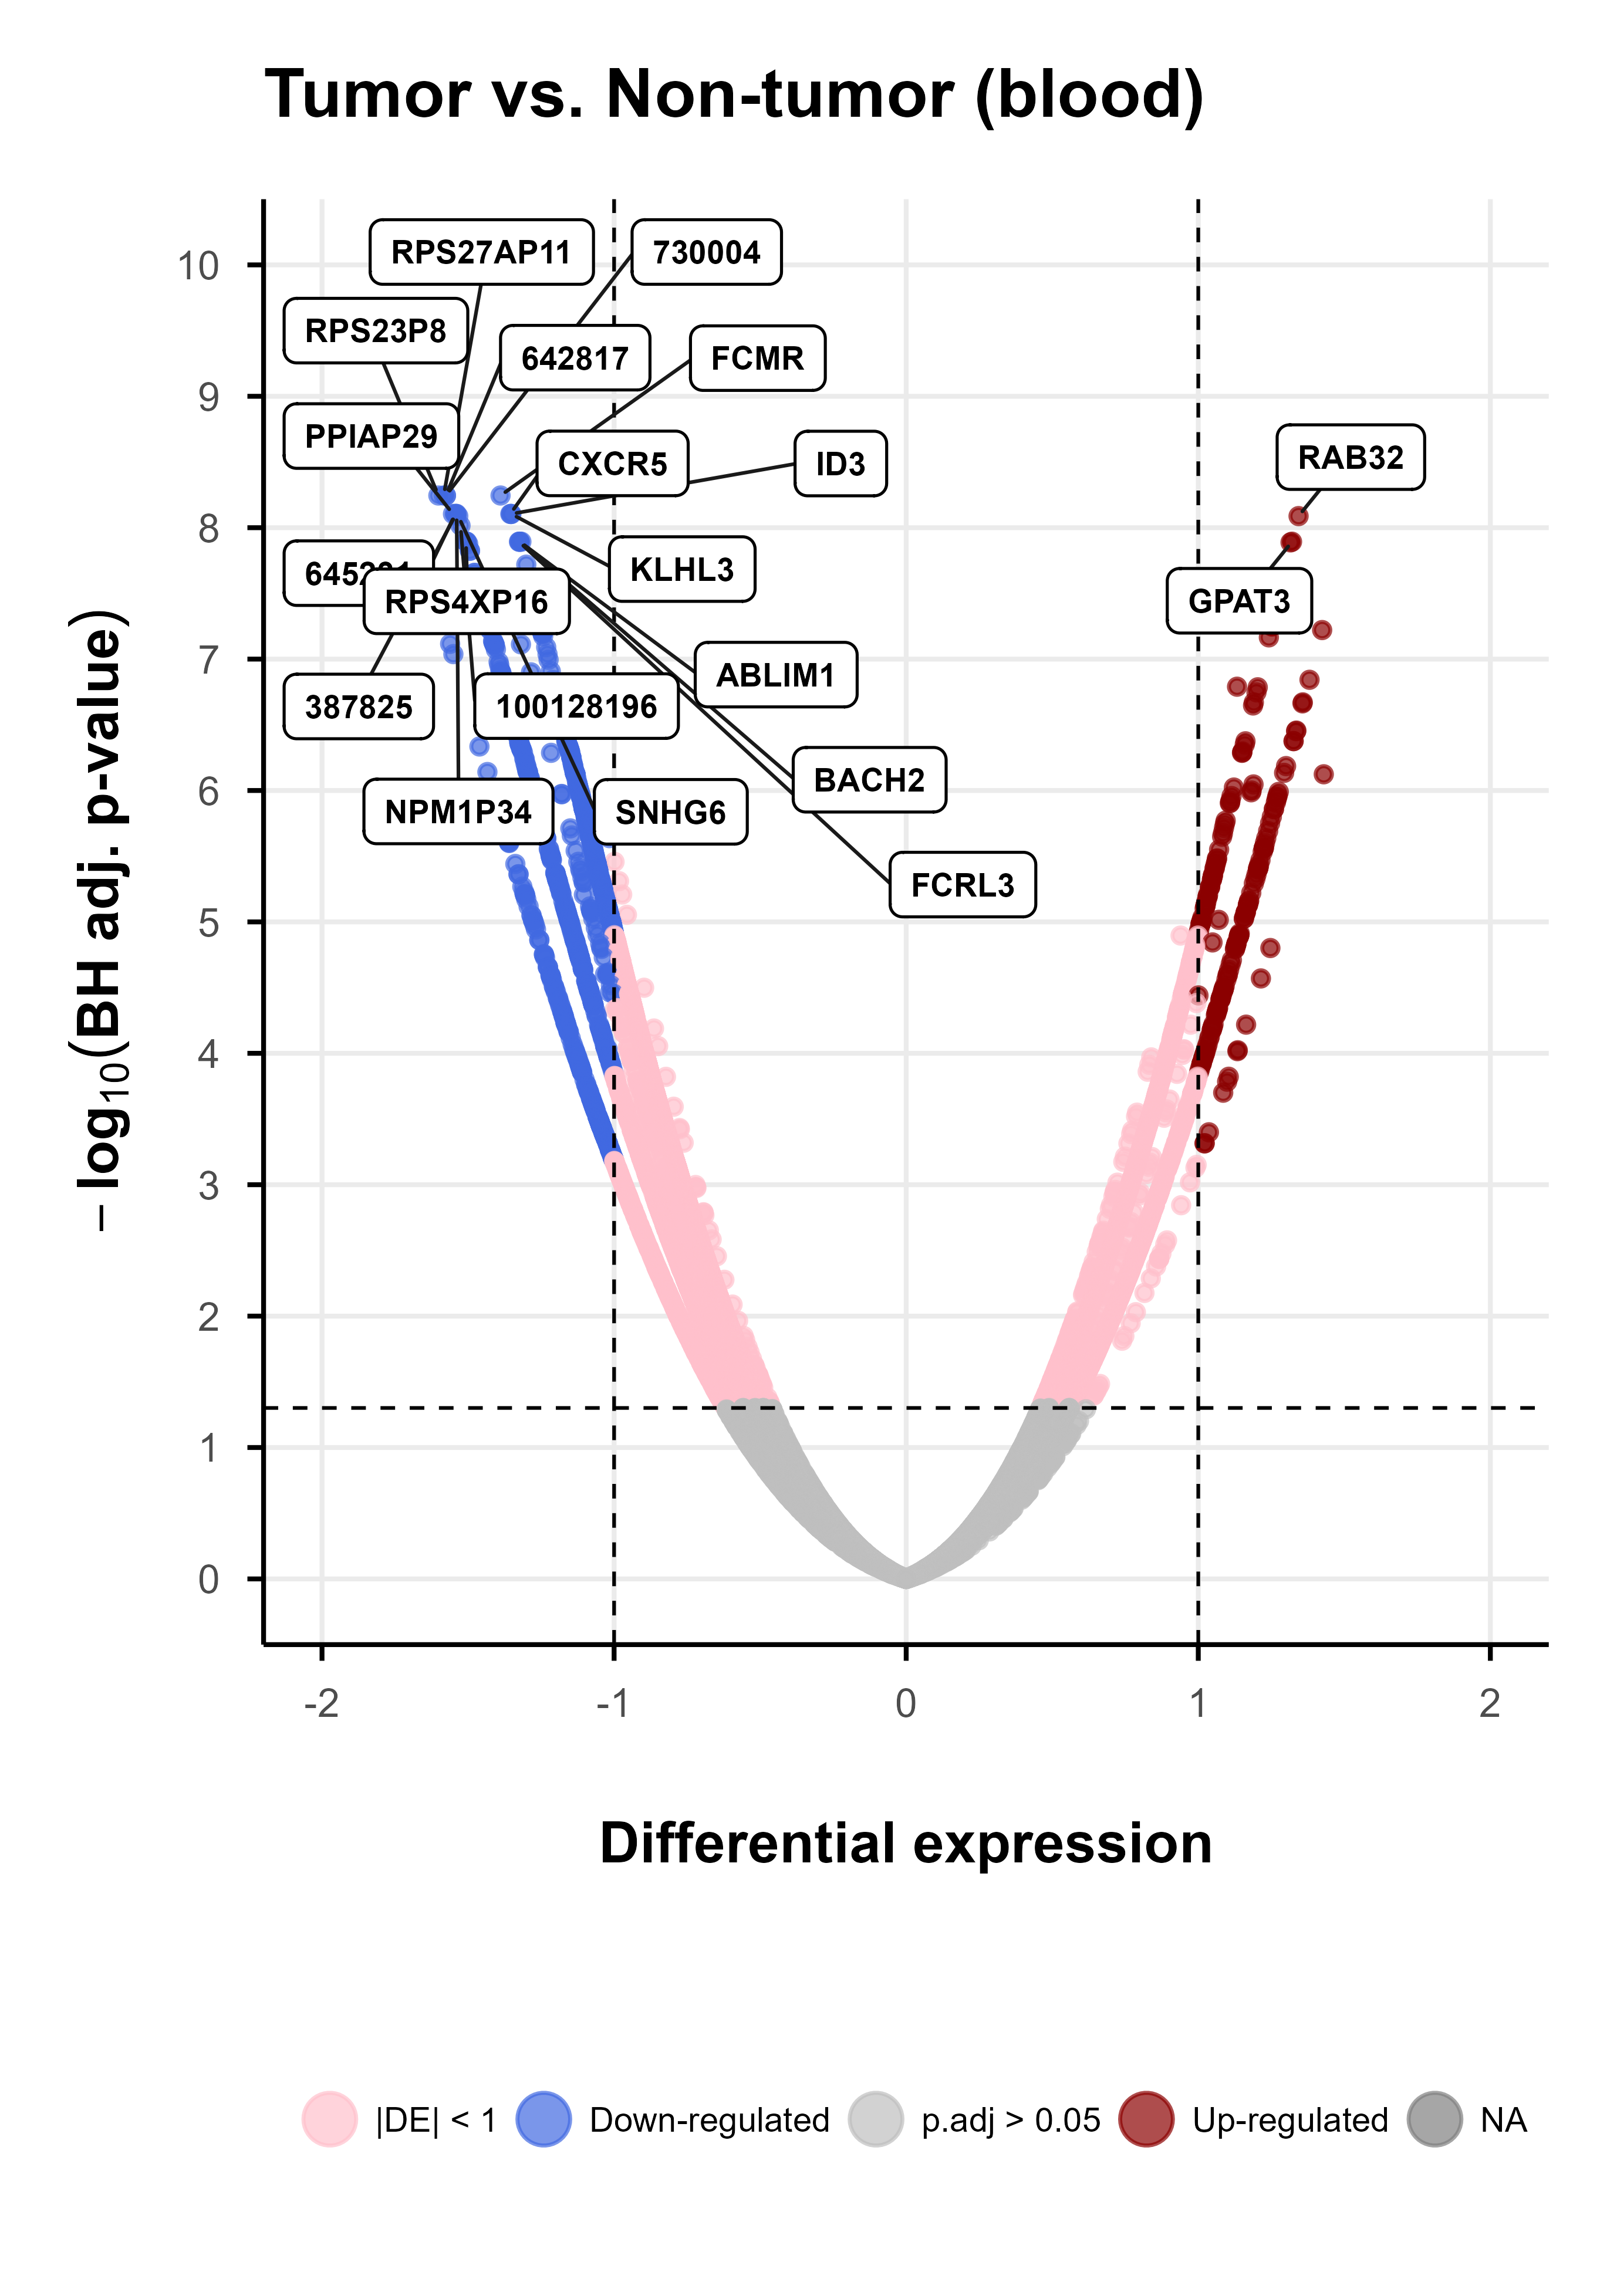 Tumor vs. Non-tumor (blood)
− log10(BH adj. p-value)
10
9
8
7
6
5
4
3
2
1
0
RPS27AP11
730004
RPS23P8
642817
FCMR
PPIAP29
CXCR5
ID3
RAB32
KLHL3
RPS4XP16
GPAT3
ABLIM1
387825
100128196
BACH2
NPM1P34
SNHG6
FCRL3
-2
-1
0
1
2
Differential expression
|DE| < 1
Down-regulated
p.adj > 0.05
Up-regulated
NA